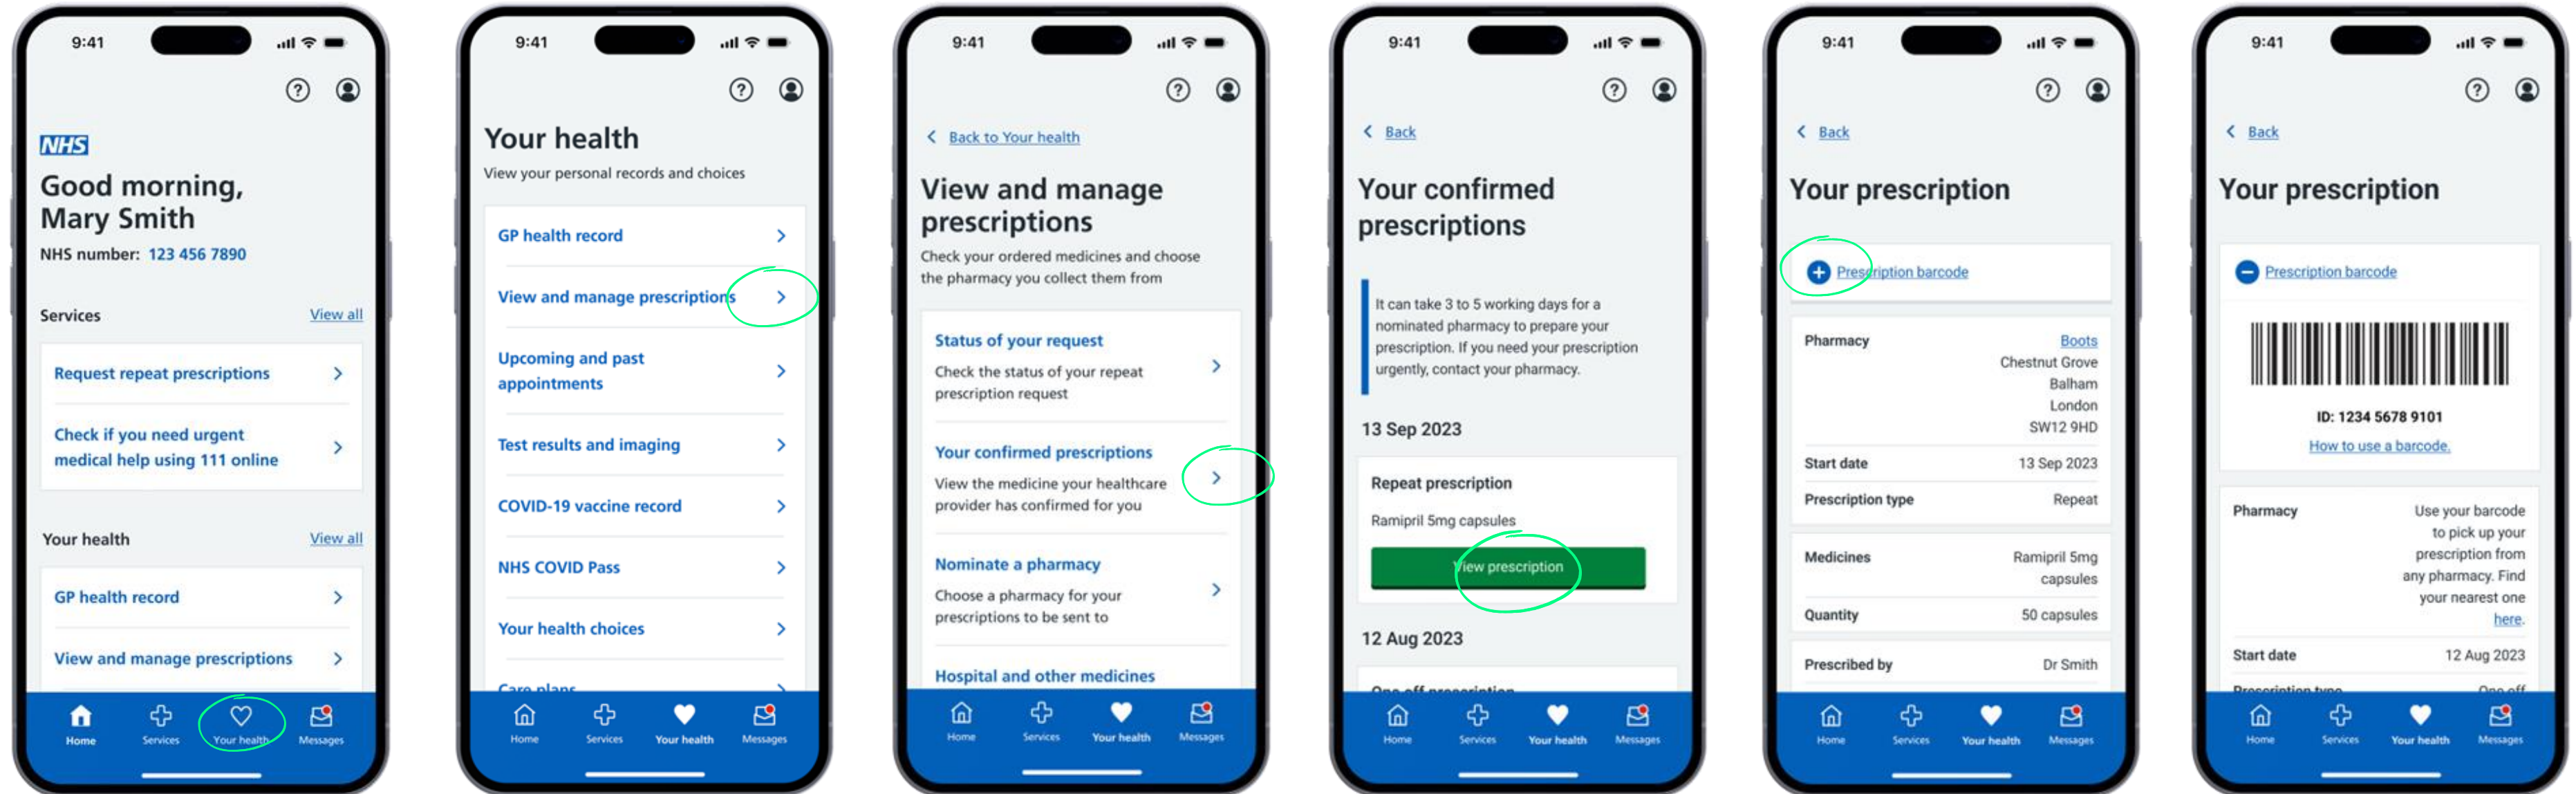 9:41
NHS
Good morning,
Mary Smith
NHS number: 123 456 7890
Services
View all
Request repeat prescriptions
Check if you need urgent
medical help using 111 online
Your health
View all
GP health record
View and manage prescriptions
Home
Services
Your health
Messages
9:41
Your health
View your personal records and choices
GP health record
View and manage prescriptions
Upcoming and past
appointments
Test results and imaging
COVID-19 vaccine record
NHS COVID Pass
Your health choices
Care plans
Home
Services
Your health
Messages
9:41
Back to Your health
View and manage
prescriptions
Check your ordered medicines and choose
the pharmacy you collect them from
Status of your request
Check the status of your repeat
prescription request
Your confirmed prescriptions
View the medicine your healthcare
provider has confirmed for you
Nominate a pharmacy
Choose a pharmacy for your
prescriptions to be sent to
Hospital and other medicines
Home
Services
Your health
Messages
9:41
Back
Your confirmed
prescriptions
It can take 3 to 5 working days for a
nominated pharmacy to prepare your
prescription. If you need your prescription
urgently, contact your pharmacy.
13 Sep 2023
Repeat prescription
Ramipril 5mg capsules
View prescription
12 Aug 2023
One off prescription
Home
Services
Your health
Messages
9:41
Back
Your prescription
Prescription barcode
Pharmacy
Boots
Chestnut Grove
Balham
London
SW12 9HD
Start date
13 Sep 2023
Prescription type
Repeat
Medicines
Ramipril 5mg
capsules
Quantity
50 capsules
Prescribed by
Dr Smith
Home
Services
Your health
Messages
9:41
Back
Your prescription
Prescription barcode
ID: 1234 5678 9101
How to use a barcode.
Pharmacy
Use your barcode
to pick up your
prescription from
any pharmacy. Find
your nearest one
here.
Start date
12 Aug 2023
Prescription type
One off
Home
Services
Your health
Messages